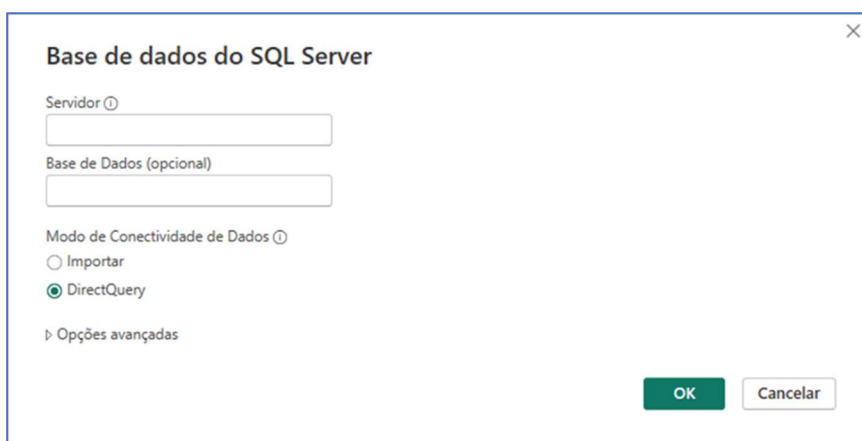 Base de dados do SQL Server
Servidor
Base de Dados (opcional)
Modo de Conectividade de Dados
Importar
DirectQuery
Opções avançadas
OK
Cancelar